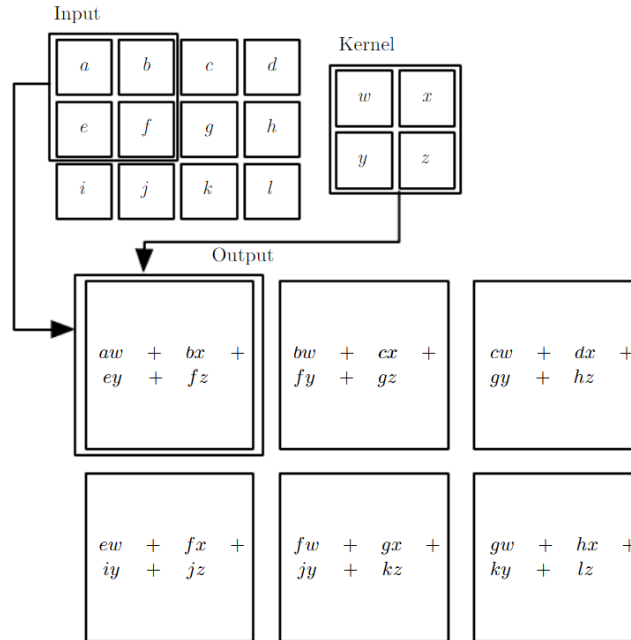 Input
Kernel
a b c d
w x
e f g h
y z
i j k l
Output
aw + bx +
ey + fz
bw + cx +
fy + gz
cw + dx +
gy + hz
ew + fx +
iy + jz
fw + gx +
jy + kz
gw + hx +
ky + lz